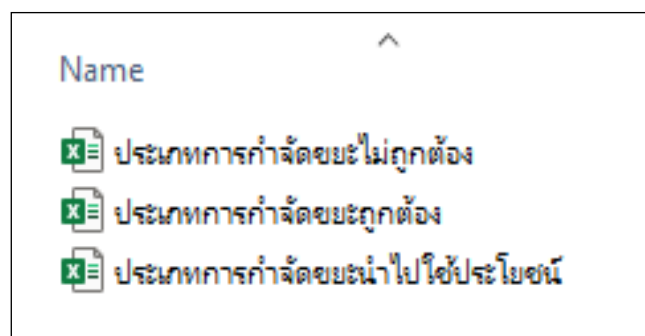 Name
ประเภทการกำจัดขยะไม่ถูกต้อง
ประเภทการกำจัดขยะถูกต้อง
ประเภทการกำจัดขยะนำไปใช้ประโยชน์